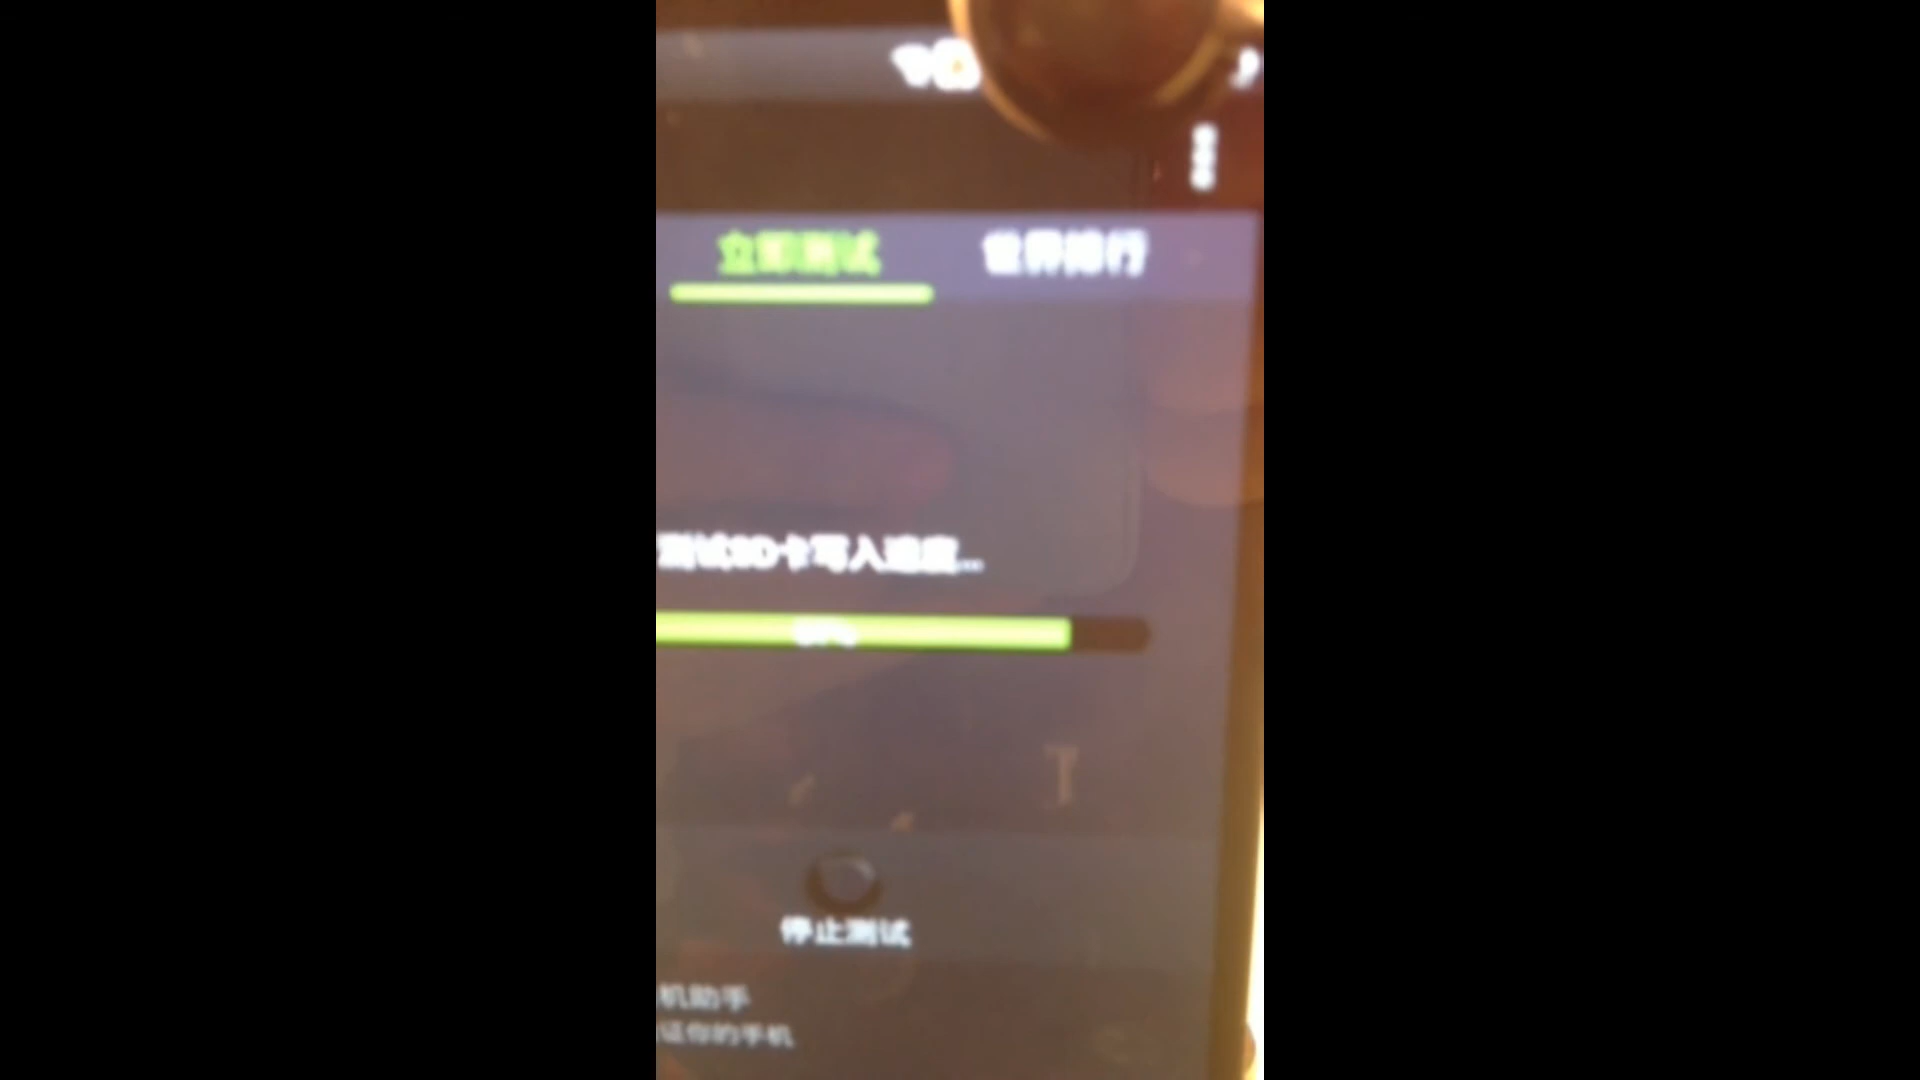 立即测试
世界排行
测试SD卡写入速度...
停止测试
机助手
证你的手机